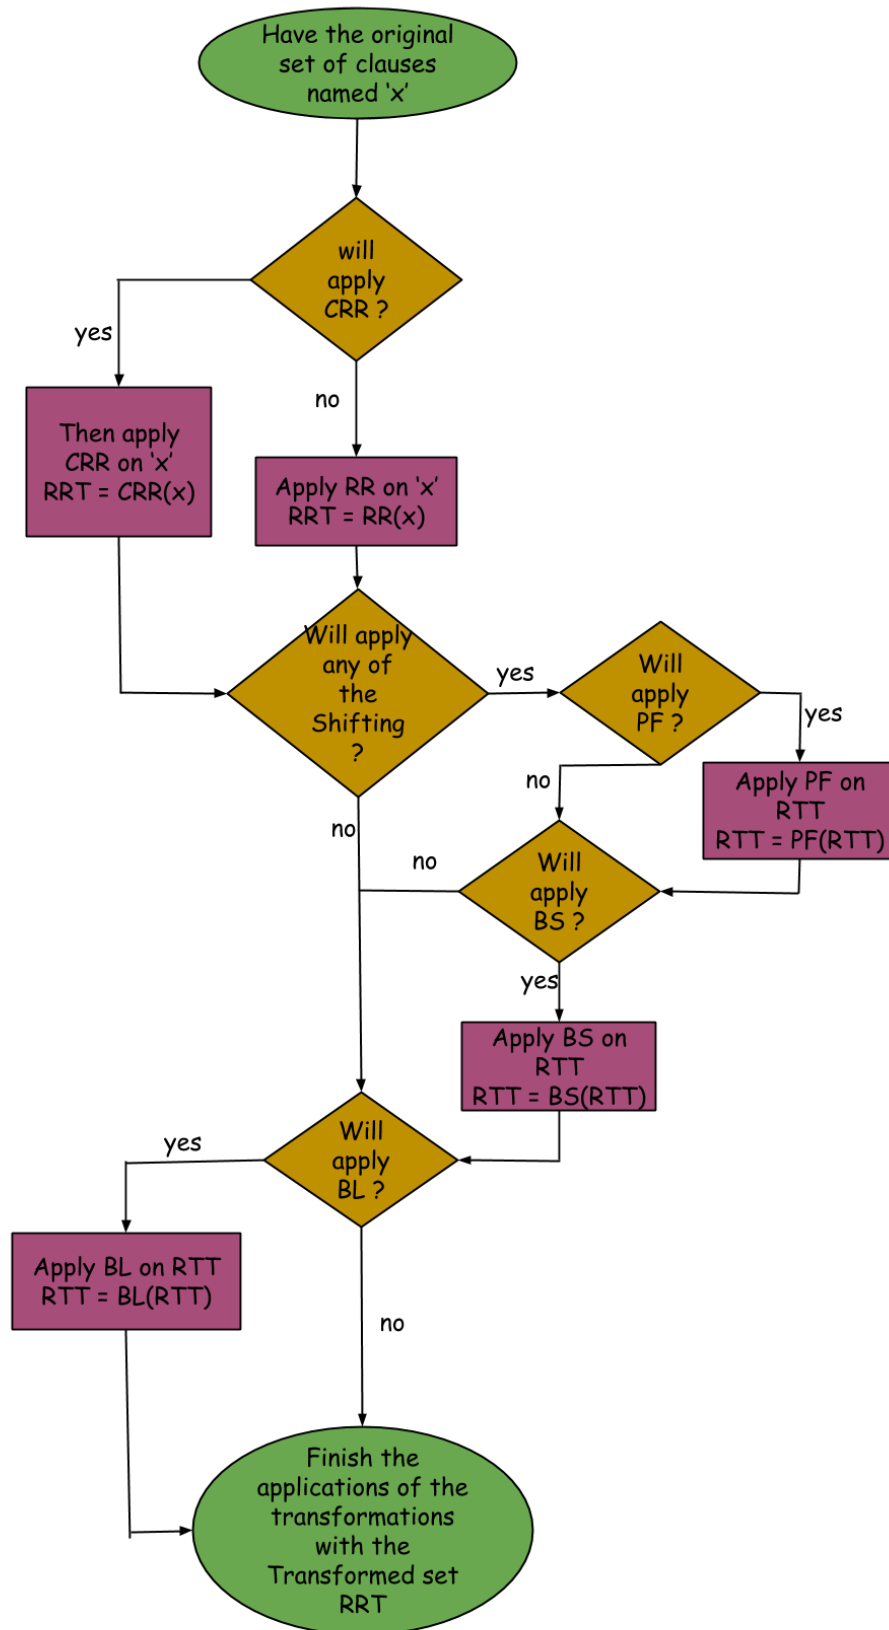 Have the original
set of clauses
named ‘x’
will
apply
CRR ?
yes
no
Then apply
CRR on ‘x’
RRT = CRR(x)
Apply RR on ‘x’
RRT = RR(x)
Will apply
any of
the
Shifting
?
yes
Will
apply
PF ?
yes
no
Apply PF on
RTT
RTT = PF(RTT)
no
no
Will
apply
BS ?
yes
Apply BS on
RTT
RTT = BS(RTT)
Will
apply
BL ?
yes
Apply BL on RTT
RTT = BL(RTT)
no
Finish the
applications of the
transformations
with the
Transformed set
RRT